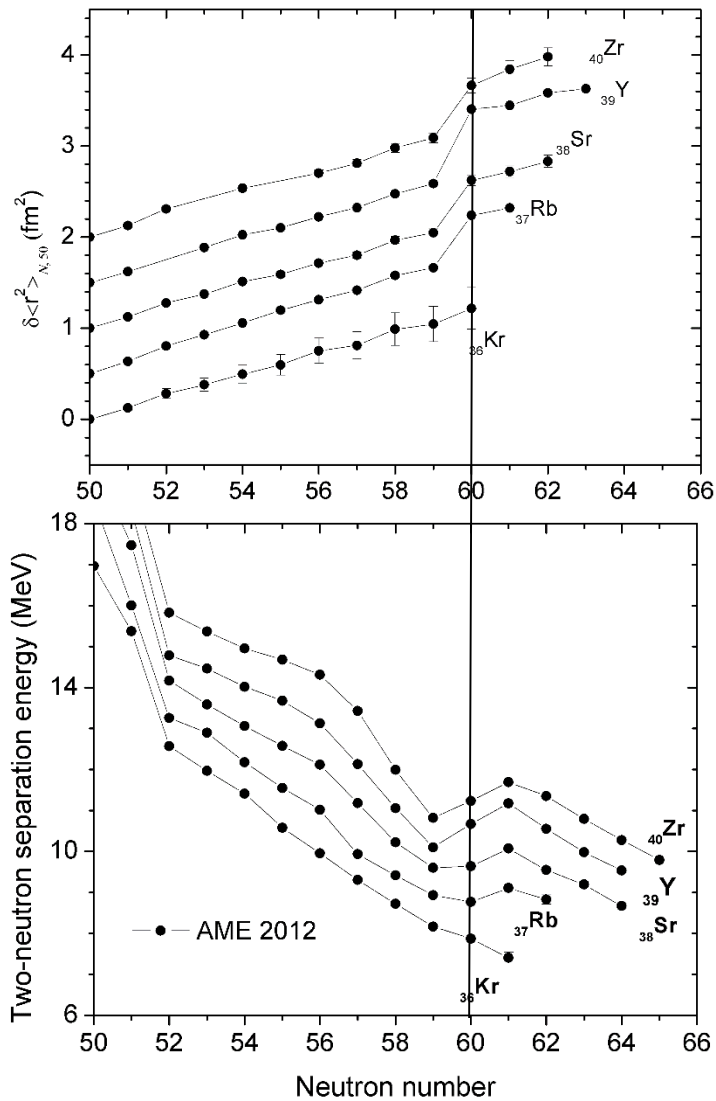 4
3
2
1
0
δ<r²>N,50 (fm²)
40Zr
39Y
38Sr
37Rb
36Kr
50 52 54 56 58 60 62 64 66
18
14
10
6
Two-neutron separation energy (MeV)
AME 2012
40Zr
39Y
38Sr
37Rb
36Kr
50 52 54 56 58 60 62 64 66
Neutron number